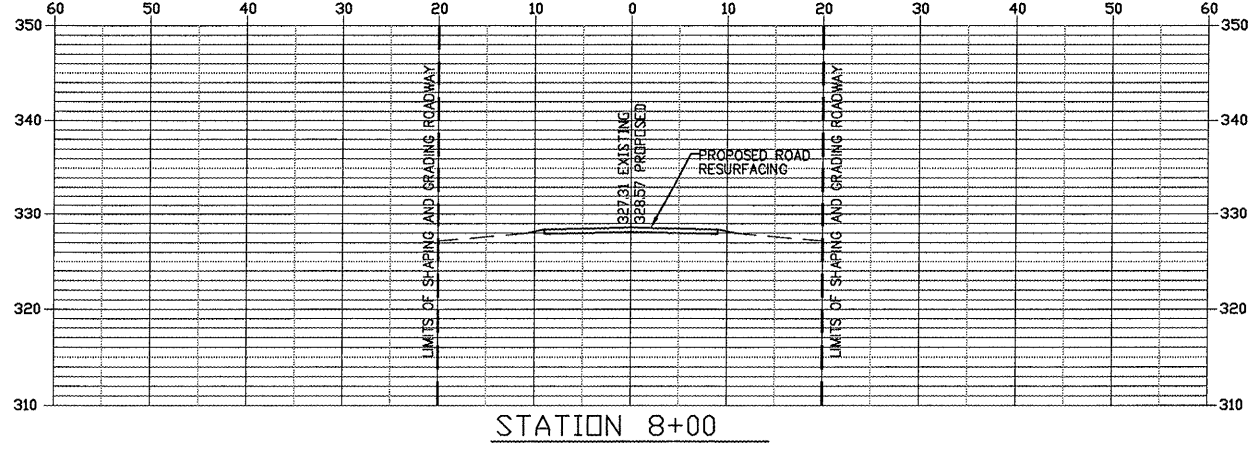 60 50 40 30 20 10 0 10 20 30 40 50 60
350 350
LIMITS OF SHAPING AND GRADING ROADWAY
327.31 EXISTING
328.57 PROPOSED
LIMITS OF SHAPING AND GRADING ROADWAY
340 340
PROPOSED ROAD
RESURFACING
330 330
320 320
310 310
STATION 8+00